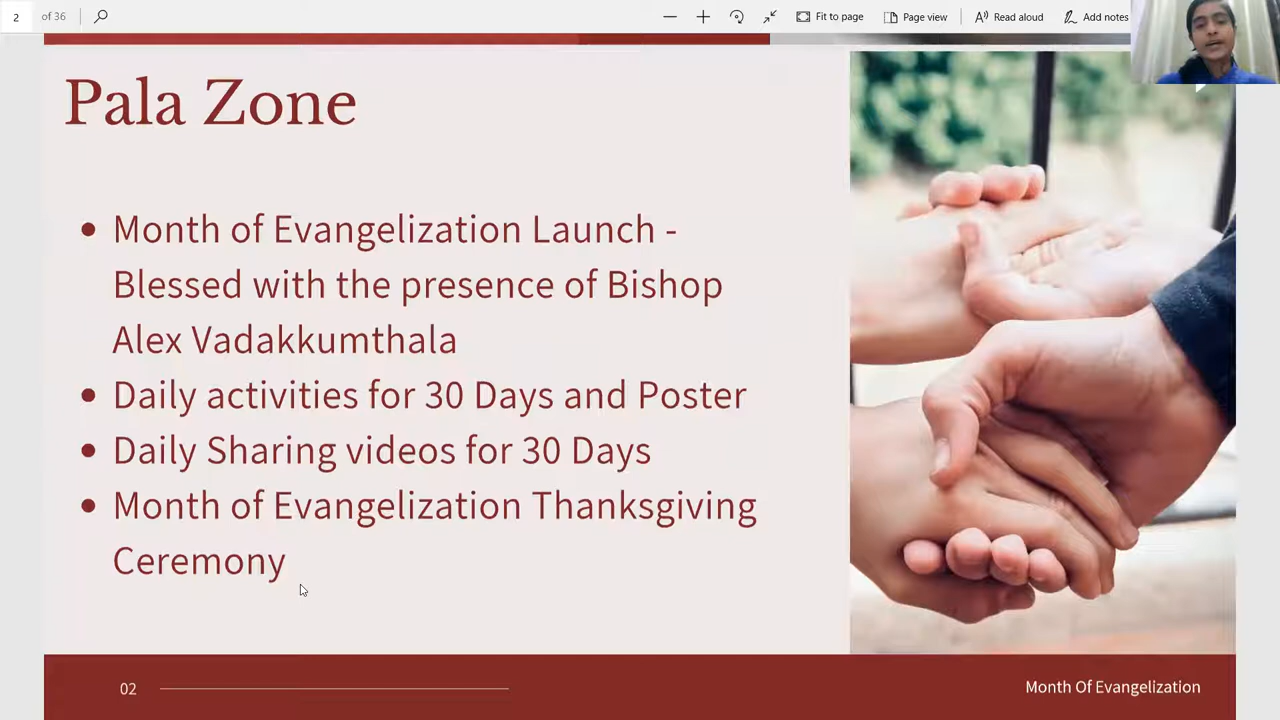 2 of 36
Fit to page
Page view
Read aloud
Add notes
Pala Zone
Month of Evangelization Launch -
Blessed with the presence of Bishop
Alex Vadakkumthala
Daily activities for 30 Days and Poster
Daily Sharing videos for 30 Days
Month of Evangelization Thanksgiving
Ceremony
02
Month Of Evangelization